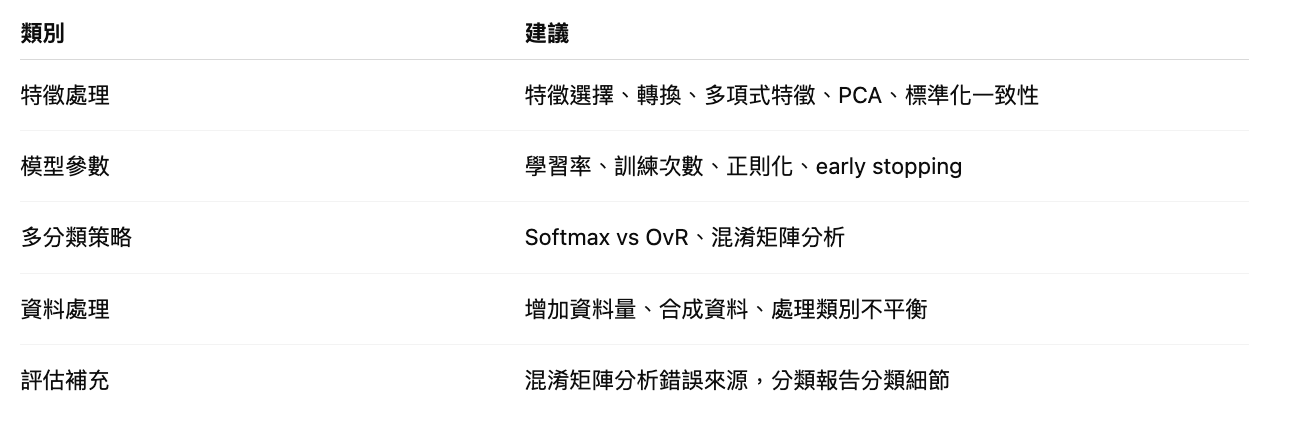 類別 建議
特徵處理 特徵選擇、轉換、多項式特徵、PCA、標準化一致性
模型參數 學習率、訓練次數、正則化、early stopping
多分類策略 Softmax vs OvR、混淆矩陣分析
資料處理 增加資料量、合成資料、處理類別不平衡
評估補充 混淆矩陣分析錯誤來源，分類報告分類細節